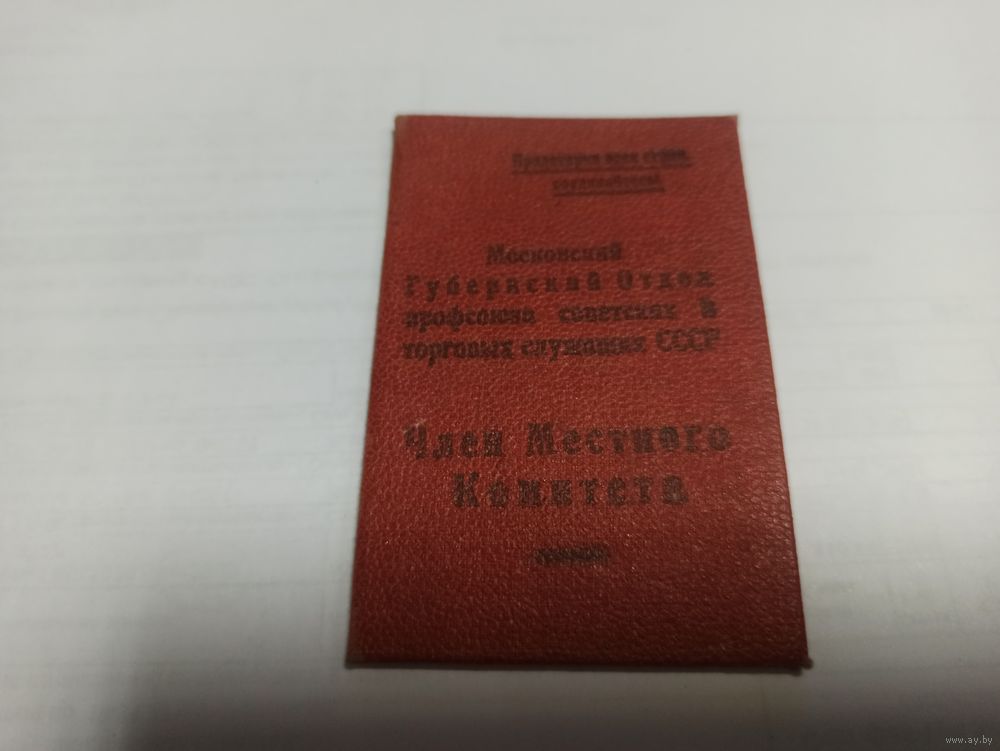 Пролетарии всех стран,
соединяйтесь!
Московский
Губернский Отдел
профсоюза советских и
торговых служащих СССР
Член Местного
Комитета
www.ay.by